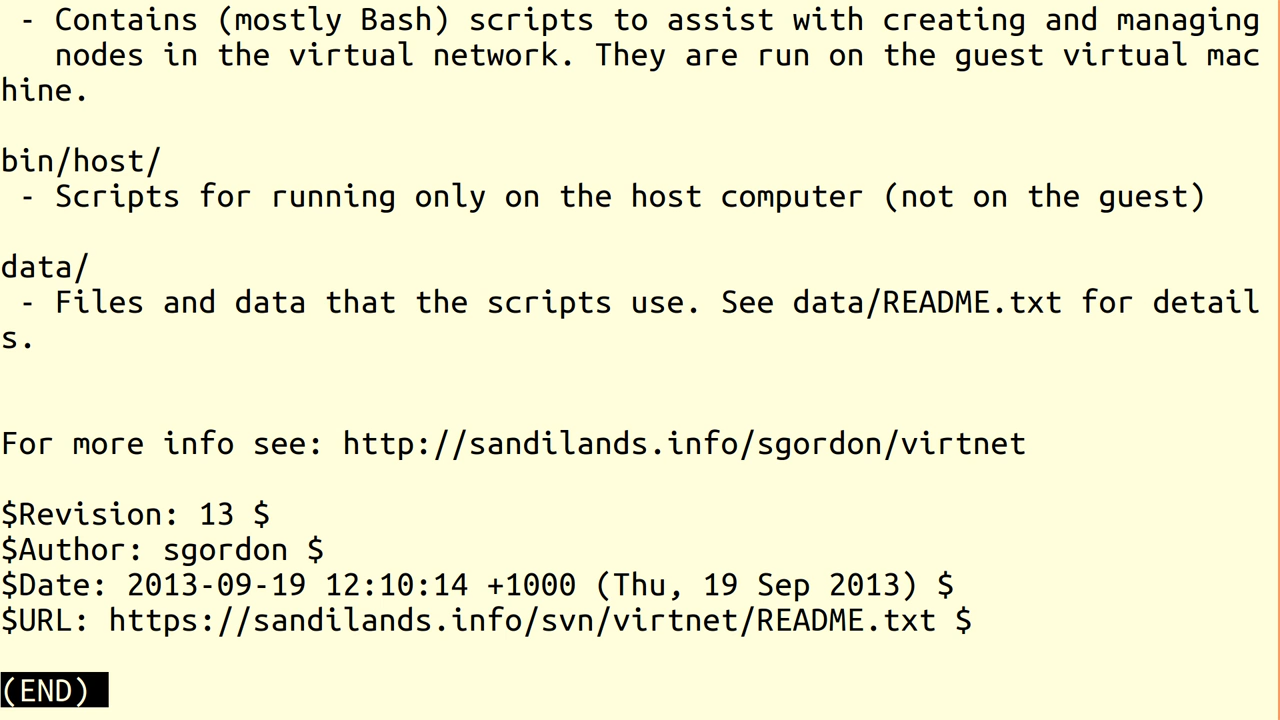 - Contains (mostly Bash) scripts to assist with creating and managing
nodes in the virtual network. They are run on the guest virtual mac
hine.
bin/host/
- Scripts for running only on the host computer (not on the guest)
data/
- Files and data that the scripts use. See data/README.txt for detail
s.
For more info see: http://sandilands.info/sgordon/virtnet
$Revision: 13 $
$Author: sgordon $
$Date: 2013-09-19 12:10:14 +1000 (Thu, 19 Sep 2013) $
$URL: https://sandilands.info/svn/virtnet/README.txt $
(END)